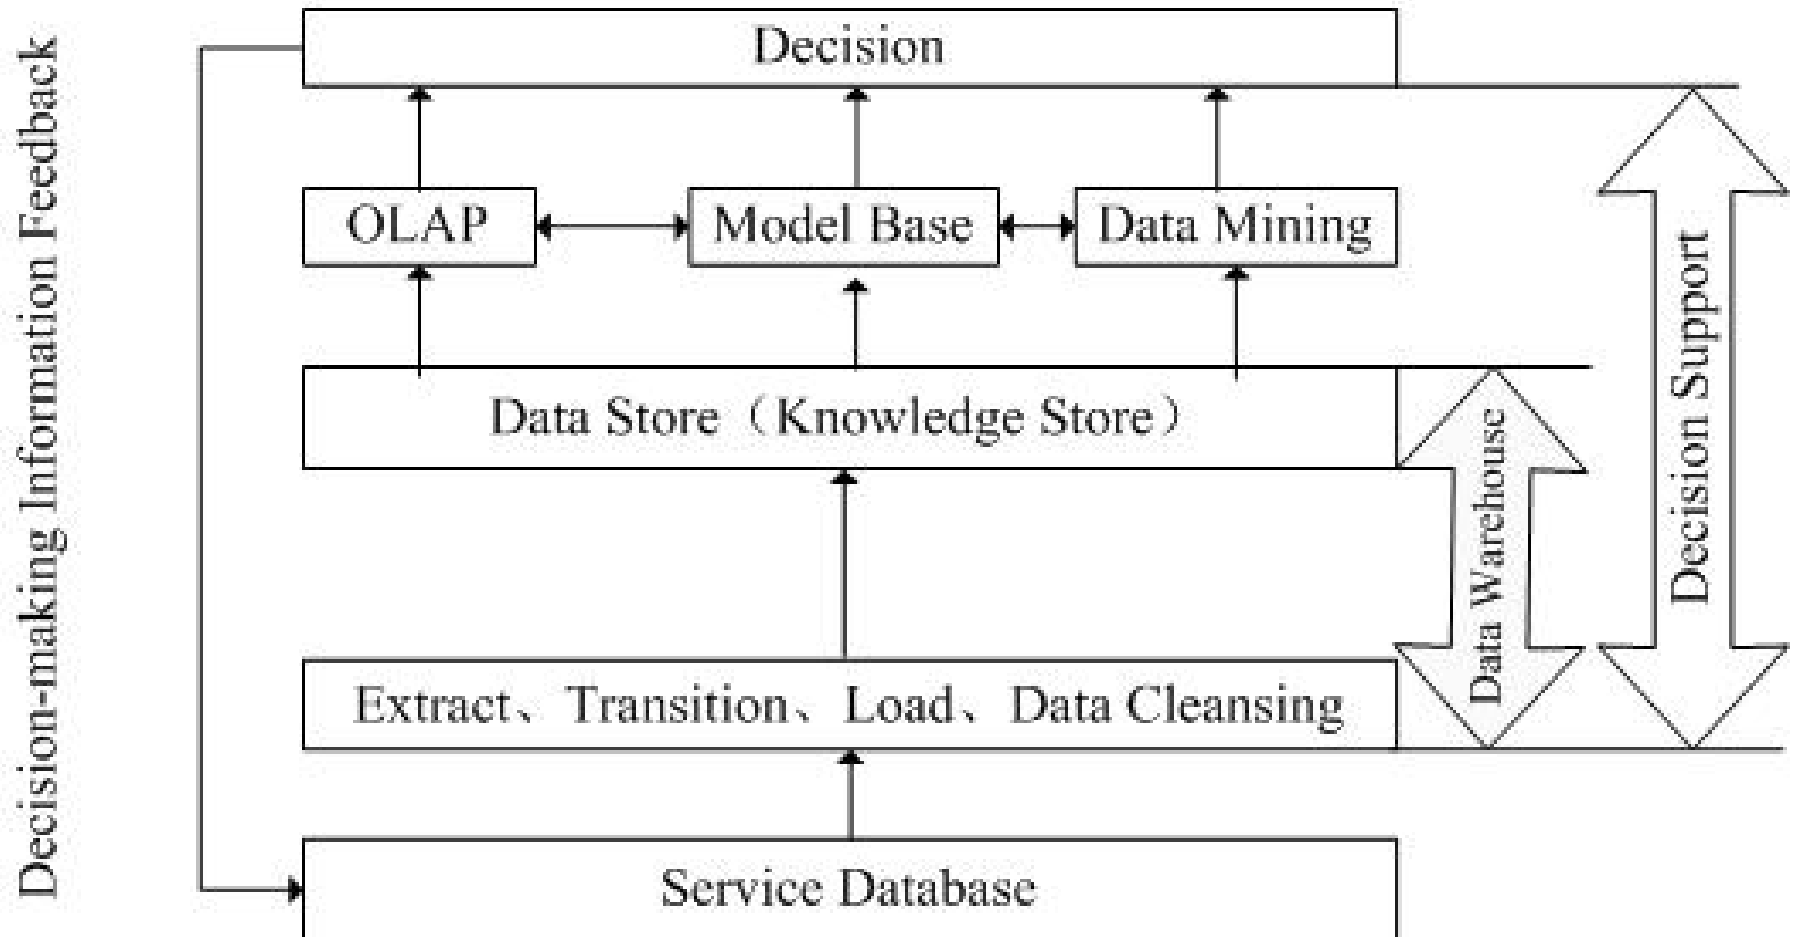 Decision-making Information Feedback
Decision
OLAP
Model Base
Data Mining
Data Store（Knowledge Store）
Extract、Transition、Load、Data Cleansing
Service Database
Data Warehouse
Decision Support